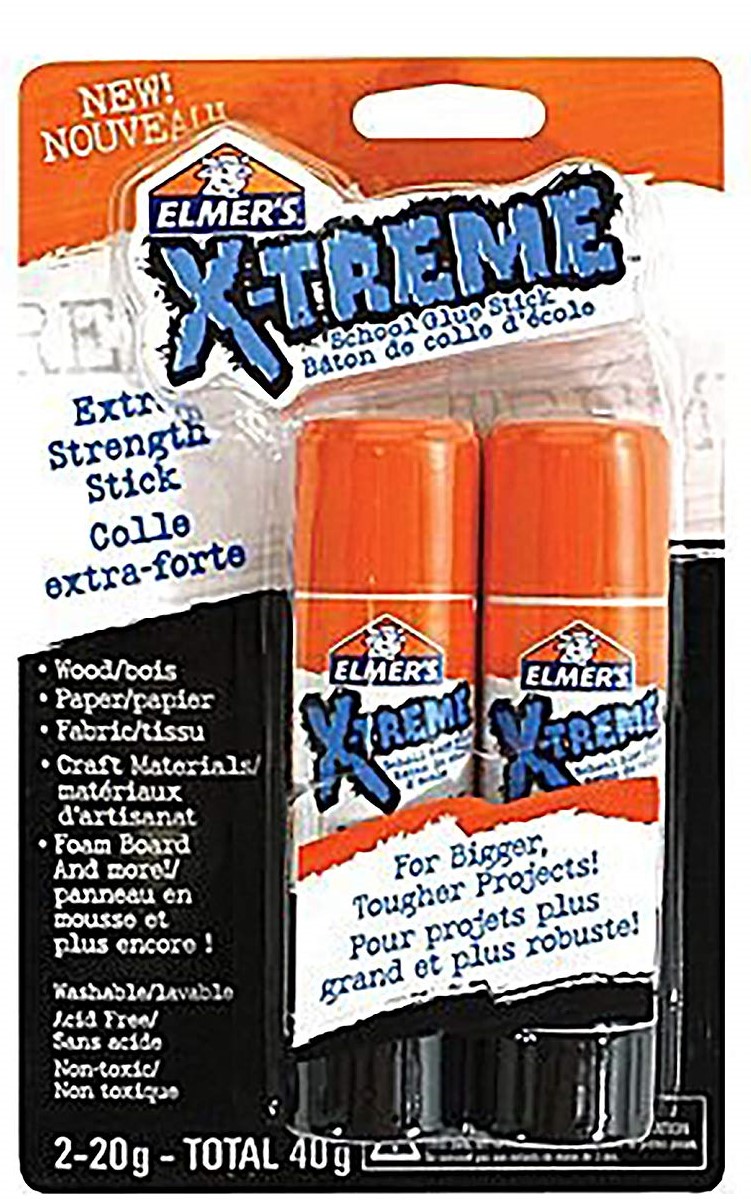 NEW!
NOUVEAU
ELMER'S
X-TREME
School Glue Stick
Bâton de colle d'école
Extra
Strength
Stick
Colle
extra-forte
• Wood/bois
• Paper/papier
• Fabric/tissu
• Craft Materials/
matériaux
d'artisanat
• Foam Board
And more!/
panneau en
mousse et
plus encore !
Washable/lavable
Acid Free/
Sans acide
Non-toxic/
Non toxique
2-20g - TOTAL 40g
ELMER'S
X-TREME
ELMER'S
X-TREME
For Bigger,
Tougher Projects!
Pour projets plus
grand et plus robuste!